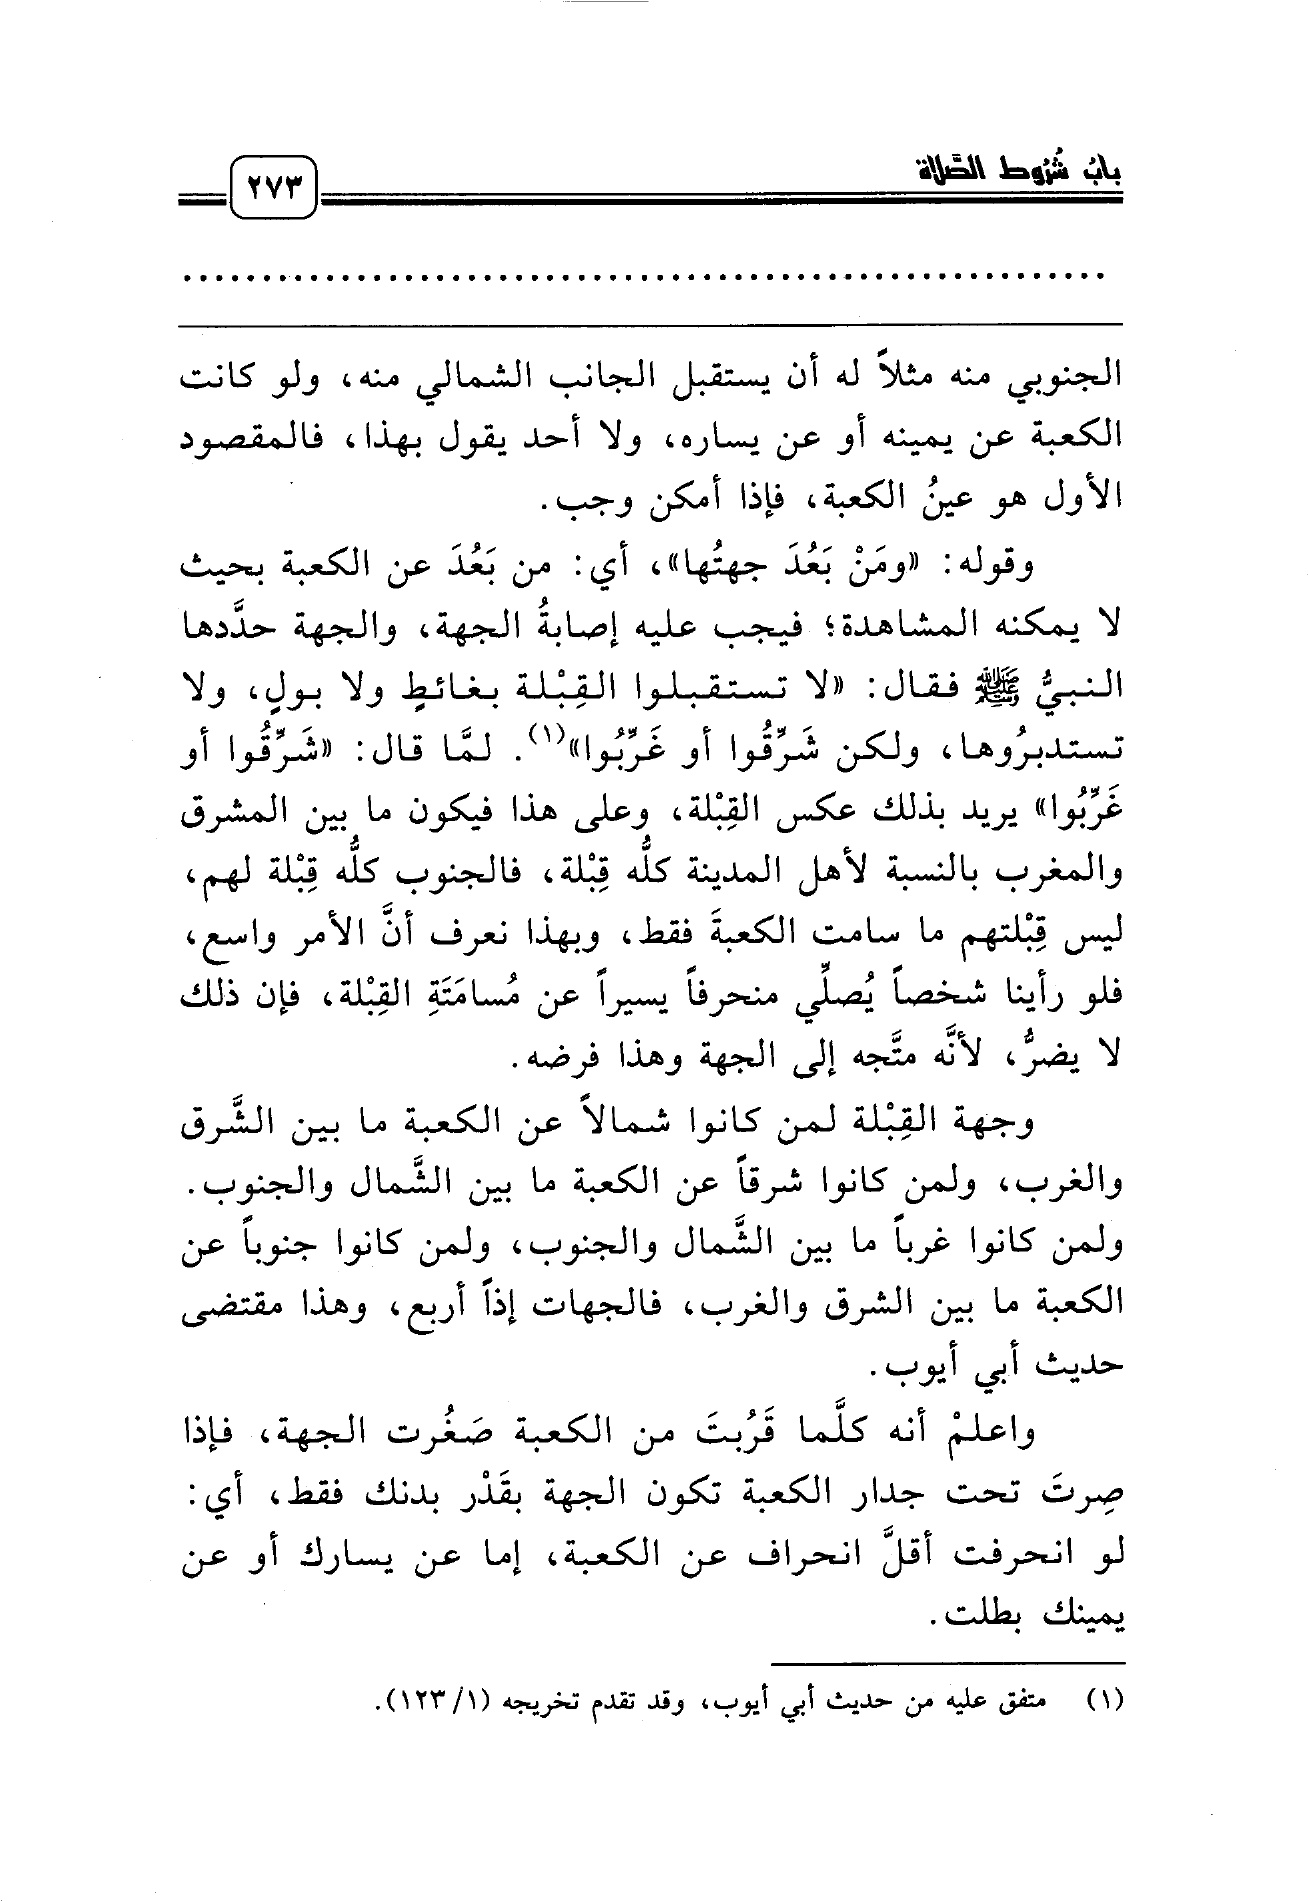 بابُ شُرُوط الصَّلاة
٢٧٣
الجنوبي منه مثلاً له أن يستقبل الجانب الشمالي منه، ولو كانت
الكعبة عن يمينه أو عن يساره، ولا أحد يقول بهذا، فالمقصود
الأول هو عينُ الكعبة، فإذا أمكن وجب.
وقوله: «ومَنْ بَعُدَ جهتُها»، أي: من بَعُدَ عن الكعبة بحيث
لا يمكنه المشاهدة؛ فيجب عليه إصابةُ الجهة، والجهة حدَّدها
النبيُّ ﷺ فقال: «لا تستقبلوا القِبْلة بغائطٍ ولا بولٍ، ولا
تستدبرُوها، ولكن شَرِّقُوا أو غَرِّبُوا»(١). لمَّا قال: «شَرِّقُوا أو
غَرِّبُوا» يريد بذلك عكس القِبْلة، وعلى هذا فيكون ما بين المشرق
والمغرب بالنسبة لأهل المدينة كلُّه قِبْلة، فالجنوب كلُّه قِبْلة لهم،
ليس قِبْلتهم ما سامت الكعبةَ فقط، وبهذا نعرف أنَّ الأمر واسع،
فلو رأينا شخصاً يُصلِّي منحرفاً يسيراً عن مُسامَتَةِ القِبْلة، فإن ذلك
لا يضرُّ، لأنَّه متَّجه إلى الجهة وهذا فرضه.
وجهة القِبْلة لمن كانوا شمالاً عن الكعبة ما بين الشَّرق
والغرب، ولمن كانوا شرقاً عن الكعبة ما بين الشَّمال والجنوب.
ولمن كانوا غرباً ما بين الشَّمال والجنوب، ولمن كانوا جنوباً عن
الكعبة ما بين الشرق والغرب، فالجهات إذاً أربع، وهذا مقتضى
حديث أبي أيوب.
واعلمْ أنه كلَّما قَرُبتَ من الكعبة صَغُرت الجهة، فإذا
صِرتَ تحت جدار الكعبة تكون الجهة بقَدْر بدنك فقط، أي:
لو انحرفت أقلَّ انحراف عن الكعبة، إما عن يسارك أو عن
يمينك بطلت.
(١) متفق عليه من حديث أبي أيوب، وقد تقدم تخريجه (١/ ١٢٣).